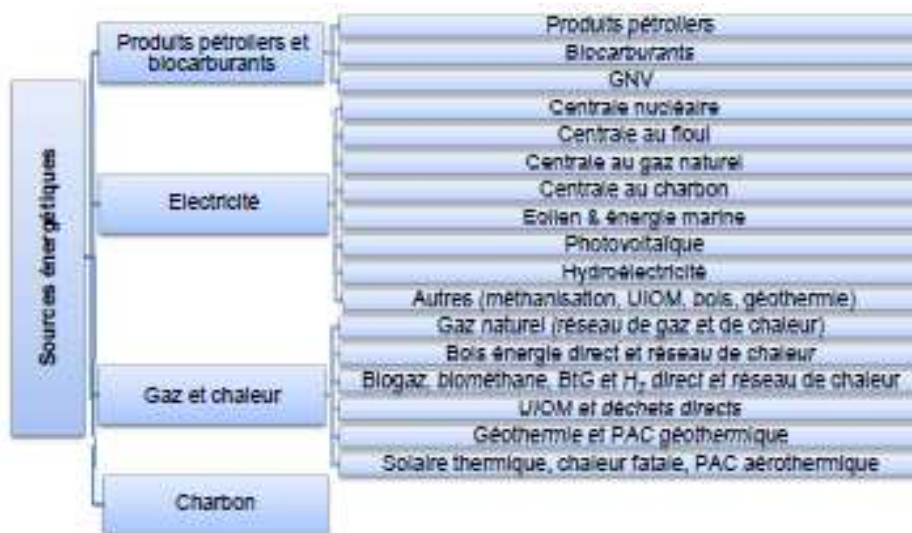 Sources énergétiques
Produits pétroliers et
biocarburants
Produits pétroliers
Biocarburants
GNV
Electricité
Centrale nucléaire
Centrale au fioul
Centrale au gaz naturel
Centrale au charbon
Eolien & énergie marine
Photovoltaïque
Hydroélectricité
Autres (méthanisation, UIOM, bois, géothermie)
Gaz et chaleur
Gaz naturel (réseau de gaz et de chaleur)
Bois énergie direct et réseau de chaleur
Biogaz, biométhane, BtG et H₂ direct et réseau de chaleur
UIOM et déchets directs
Géothermie et PAC géothermique
Solaire thermique, chaleur fatale, PAC aérothermique
Charbon